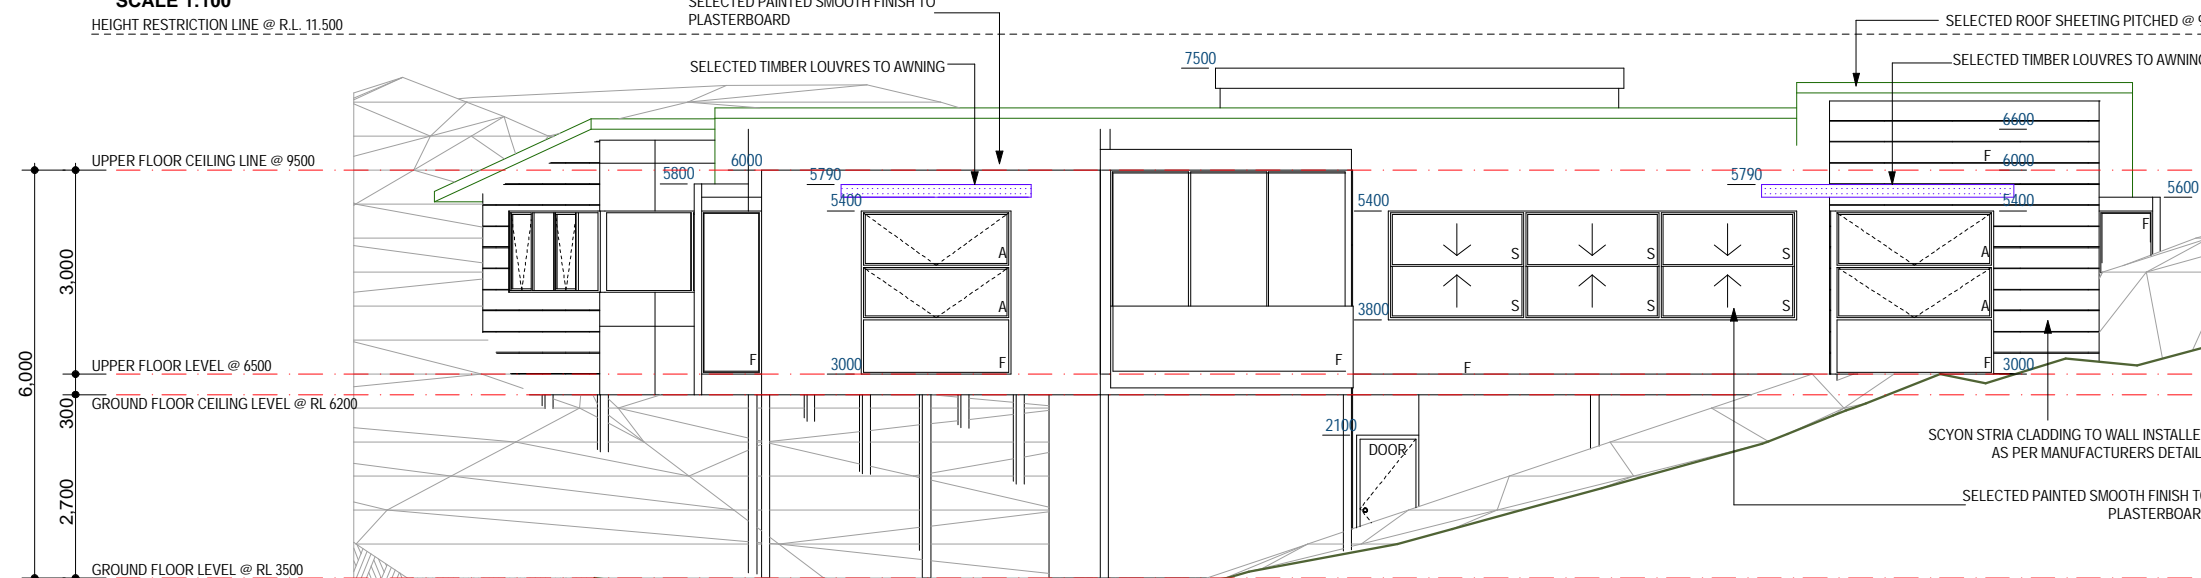 SCALE 1:100
HEIGHT RESTRICTION LINE @ R.L. 11.500
SELECTED PAINTED SMOOTH FINISH TO
PLASTERBOARD
SELECTED ROOF SHEETING PITCHED @ 9
SELECTED TIMBER LOUVRES TO AWNING
7500
SELECTED TIMBER LOUVRES TO AWNING
6600
UPPER FLOOR CEILING LINE @ 9500
6000
F
6000
5800
5790
5790
5600
5400
5400
5400
F
A
S
S
S
A
3,000
A
S
S
S
A
3800
UPPER FLOOR LEVEL @ 6500
F
3000
F
F
F
F
3000
6,000
300
GROUND FLOOR CEILING LEVEL @ RL 6200
2100
DOOR
SCYON STRIA CLADDING TO WALL INSTALLE
AS PER MANUFACTURERS DETAIL
2,700
SELECTED PAINTED SMOOTH FINISH TO
PLASTERBOAR
GROUND FLOOR LEVEL @ RL 3500